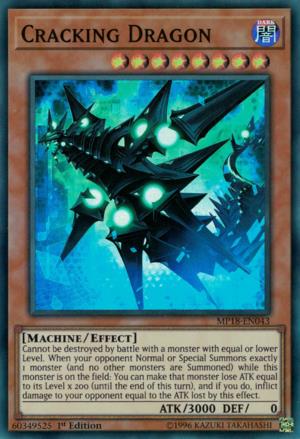 CRACKING DRAGON
DARK
闇
MP18-EN043
[MACHINE/EFFECT]
Cannot be destroyed by battle with a monster with equal or lower
Level. When your opponent Normal or Special Summons exactly
1 monster (and no other monsters are Summoned) while this
monster is on the field: You can make that monster lose ATK equal
to its Level x 200 (until the end of this turn), and if you do, inflict
damage to your opponent equal to the ATK lost by this effect.
ATK/3000 DEF/ 0
60349525 1st Edition ©1996 KAZUKI TAKAHASHI